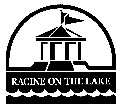 RACINE ON THE LAKE